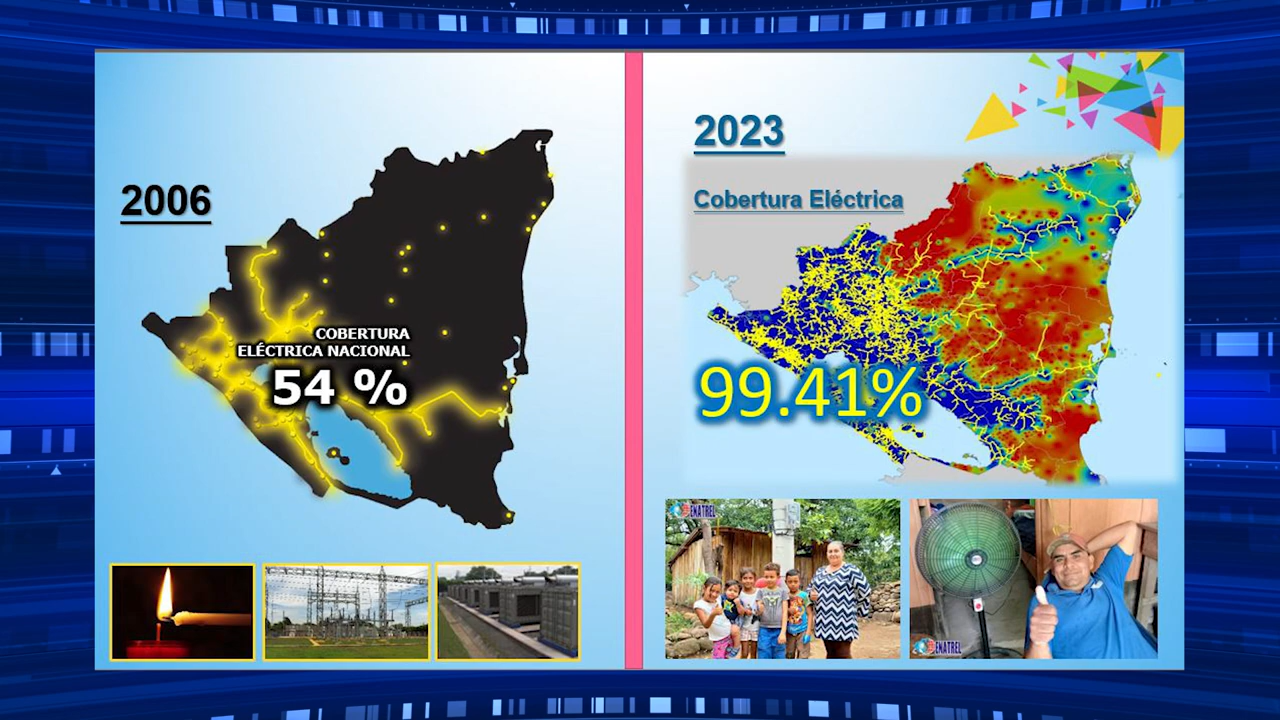 2006
COBERTURA
ELÉCTRICA NACIONAL
54 %
2023
Cobertura Eléctrica
99.41%
ENATREL
ENATREL